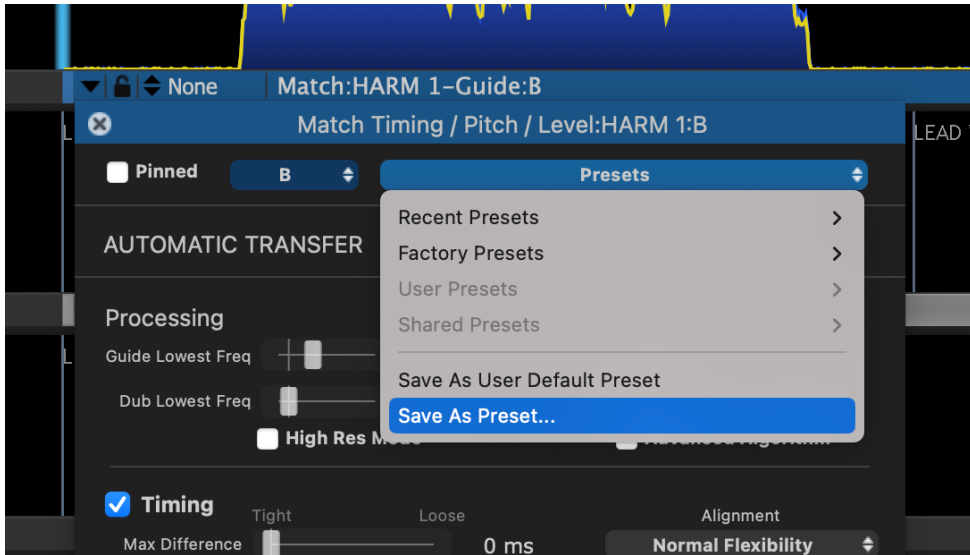 None
Match:HARM 1-Guide:B
Match Timing / Pitch / Level:HARM 1:B
LEAD
Pinned
B
Presets
Recent Presets
Factory Presets
User Presets
Shared Presets
Save As User Default Preset
Save As Preset...
AUTOMATIC TRANSFER
Processing
Guide Lowest Freq
Dub Lowest Freq
High Res
Timing
Tight
Loose
Alignment
Max Difference
0 ms
Normal Flexibility